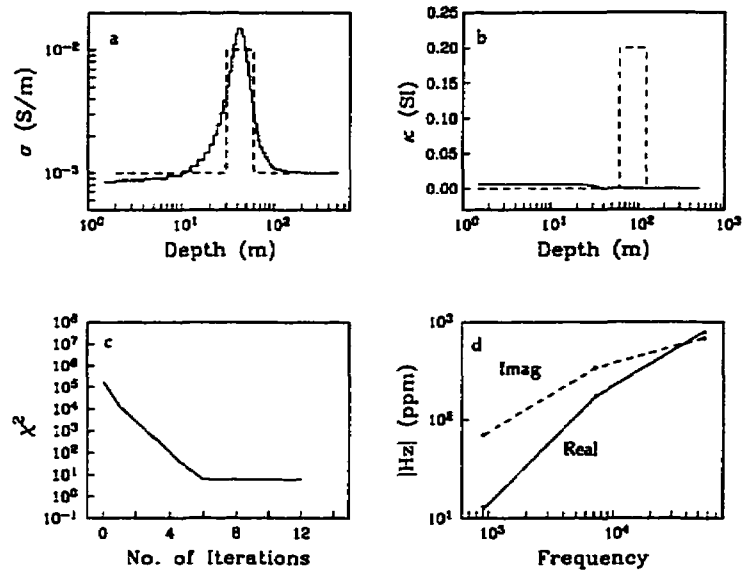 a
σ (S/m)
10⁻²
10⁻³
10⁰ 10¹ 10²
Depth (m)
b
κ (SI)
0.25
0.20
0.15
0.10
0.05
0.00
10⁰ 10¹ 10² 10³
Depth (m)
c
χ²
10⁸
10⁷
10⁶
10⁵
10⁴
10³
10²
10¹
10⁰
10⁻¹
0 4 8 12
No. of Iterations
d
|Hz| (ppm)
10³
10²
10¹
Imag
Real
10³ 10⁴
Frequency